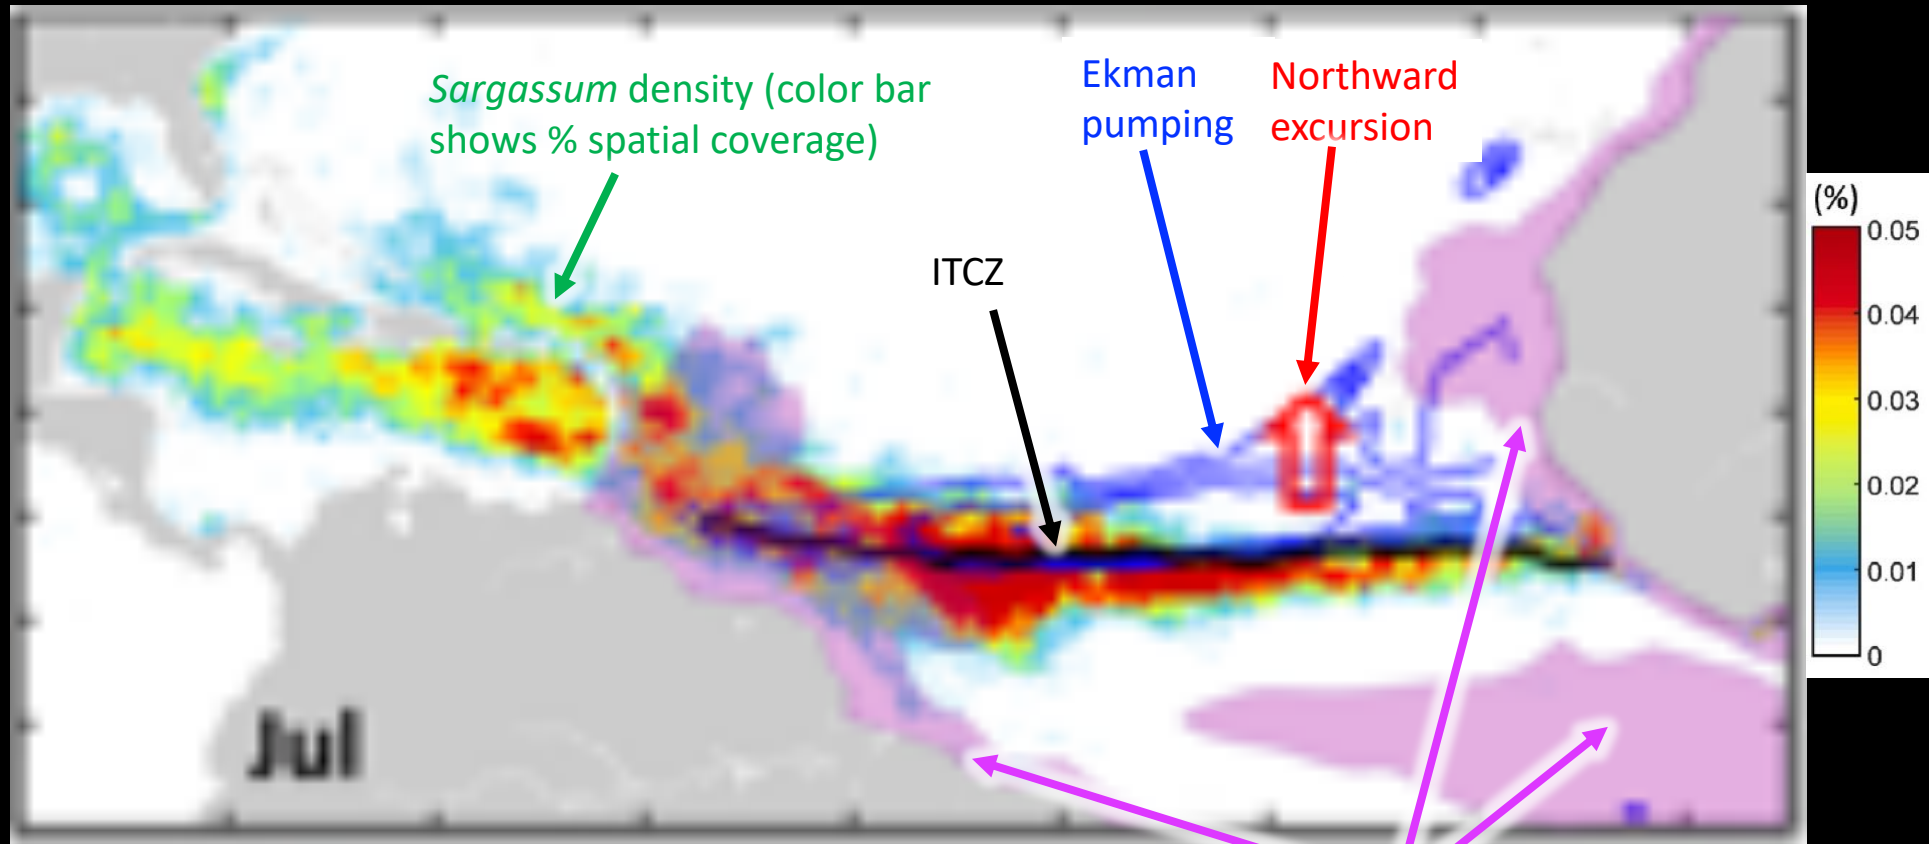 Sargassum density (color bar
shows % spatial coverage)
Ekman
pumping
Northward
excursion
ITCZ
Jul
(%)
0.05
0.04
0.03
0.02
0.01
0